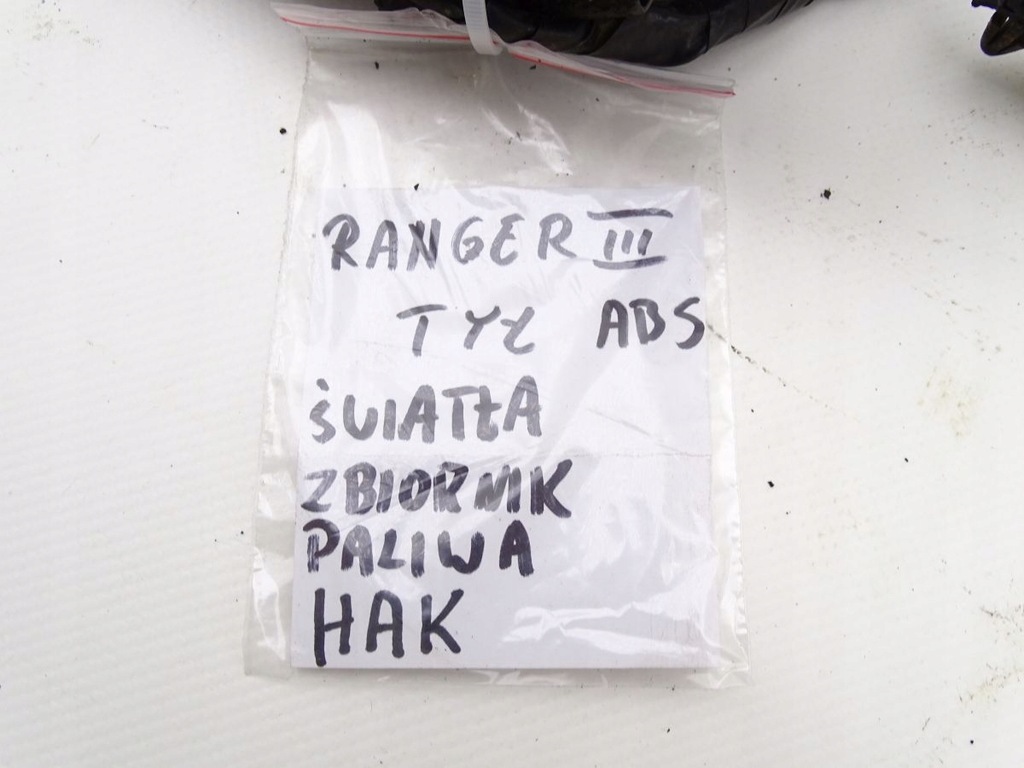 RANGER III
TYŁ ABS
ŚWIATŁA
ZBIORNIK
PALIWA
HAK